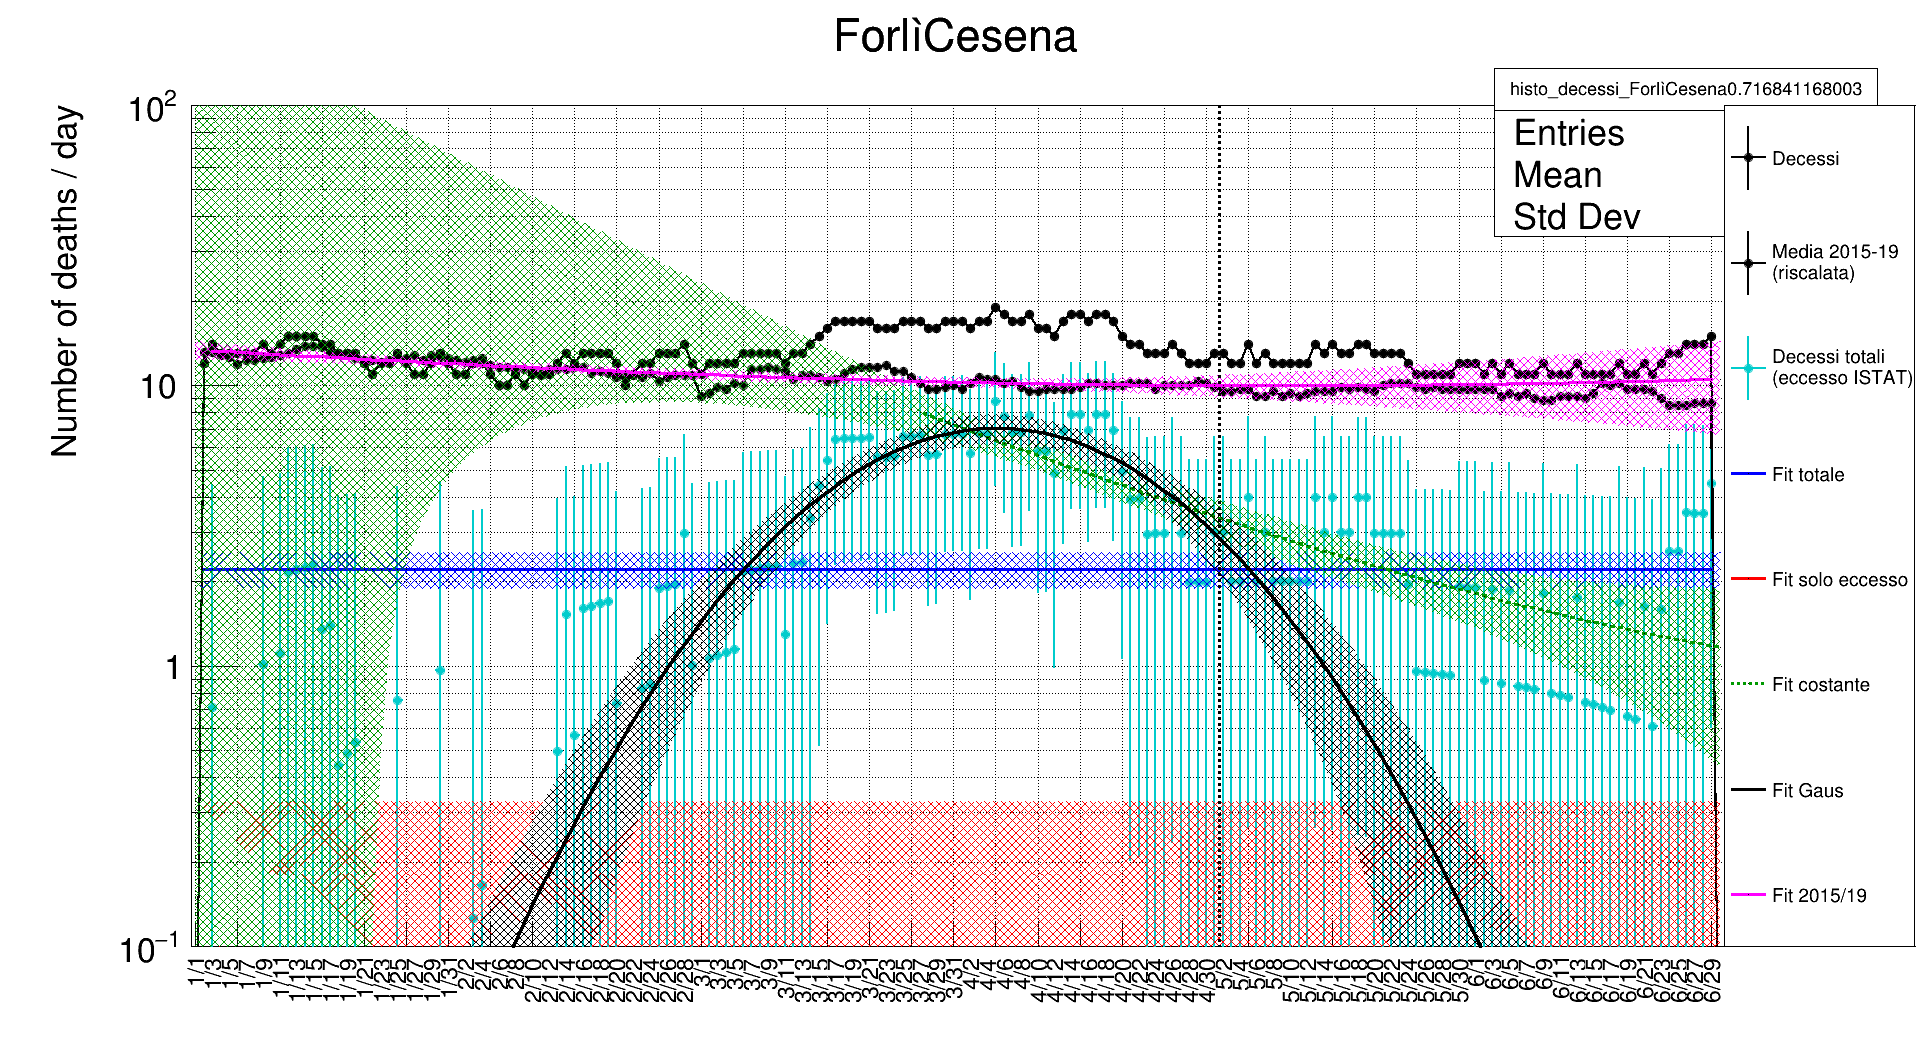 ForlìCesena
histo_decessi_ForlìCesena0.716841168003
Entries
Mean
Std Dev
Number of deaths / day
10²
10
1
10⁻¹
Decessi
Media 2015-19
(riscalata)
Decessi totali
(eccesso ISTAT)
Fit totale
Fit solo eccesso
Fit costante
Fit Gaus
Fit 2015/19
1/1 1/3 1/5 1/7 1/9 1/11 1/13 1/15 1/17 1/19 1/21 1/23 1/25 1/27 1/29 1/31 2/2 2/4 2/6 2/8 2/10 2/12 2/14 2/16 2/18 2/20 2/22 2/24 2/26 2/28 3/1 3/3 3/5 3/7 3/9 3/11 3/13 3/15 3/17 3/19 3/21 3/23 3/25 3/27 3/29 3/31 4/2 4/4 4/6 4/8 4/10 4/12 4/14 4/16 4/18 4/20 4/22 4/24 4/26 4/28 4/30 5/2 5/4 5/6 5/8 5/10 5/12 5/14 5/16 5/18 5/20 5/22 5/24 5/26 5/28 5/30 6/1 6/3 6/5 6/7 6/9 6/11 6/13 6/15 6/17 6/19 6/21 6/23 6/25 6/27 6/29